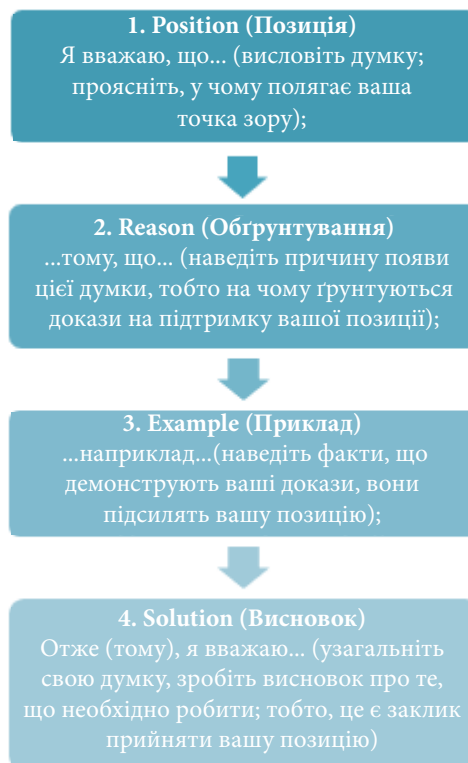 1. Position (Позиція)
Я вважаю, що... (висловіть думку;
проясніть, у чому полягає ваша
точка зору);
2. Reason (Обґрунтування)
...тому, що... (наведіть причину появи
цієї думки, тобто на чому ґрунтуються
докази на підтримку вашої позиції);
3. Example (Приклад)
...наприклад...(наведіть факти, що
демонструють ваші докази, вони
підсилять вашу позицію);
4. Solution (Висновок)
Отже (тому), я вважаю... (узагальніть
свою думку, зробіть висновок про те,
що необхідно робити; тобто, це є заклик
прийняти вашу позицію)